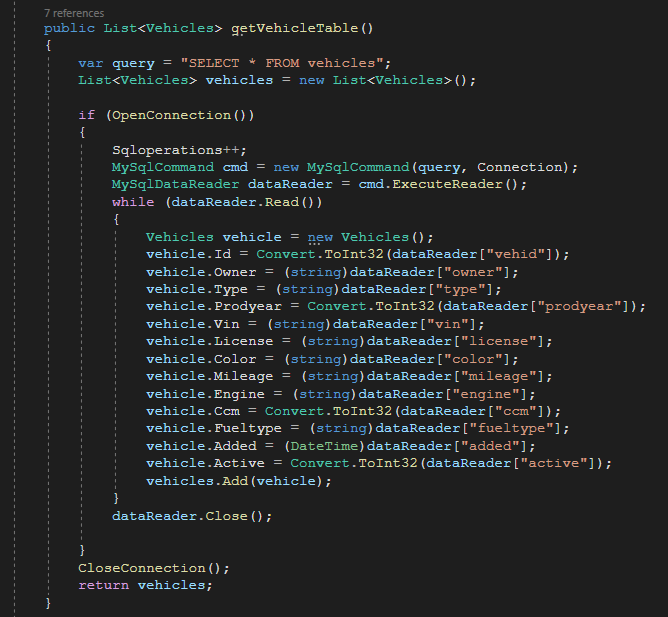 7 references
public List<Vehicles> getVehicleTable()
{
var query = "SELECT * FROM vehicles";
List<Vehicles> vehicles = new List<Vehicles>();
if (OpenConnection())
{
Sqloperations++;
MySqlCommand cmd = new MySqlCommand(query, Connection);
MySqlDataReader dataReader = cmd.ExecuteReader();
while (dataReader.Read())
{
Vehicles vehicle = new Vehicles();
vehicle.Id = Convert.ToInt32(dataReader["vehid"]);
vehicle.Owner = (string)dataReader["owner"];
vehicle.Type = (string)dataReader["type"];
vehicle.Prodyear = Convert.ToInt32(dataReader["prodyear"]);
vehicle.Vin = (string)dataReader["vin"];
vehicle.License = (string)dataReader["license"];
vehicle.Color = (string)dataReader["color"];
vehicle.Mileage = (string)dataReader["mileage"];
vehicle.Engine = (string)dataReader["engine"];
vehicle.Ccm = Convert.ToInt32(dataReader["ccm"]);
vehicle.Fueltype = (string)dataReader["fueltype"];
vehicle.Added = (DateTime)dataReader["added"];
vehicle.Active = Convert.ToInt32(dataReader["active"]);
vehicles.Add(vehicle);
}
dataReader.Close();
}
CloseConnection();
return vehicles;
}